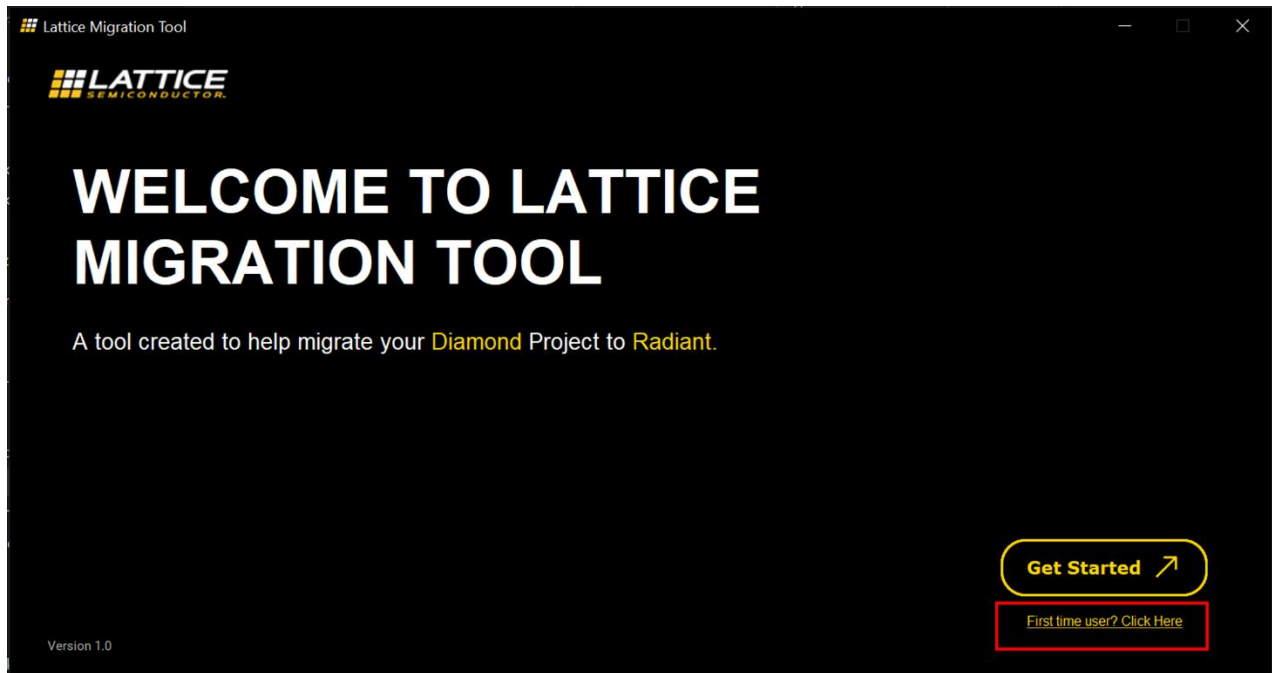 Lattice Migration Tool
LATTICE
SEMICONDUCTOR.
WELCOME TO LATTICE
MIGRATION TOOL
A tool created to help migrate your Diamond Project to Radiant.
Get Started
First time user? Click Here
Version 1.0